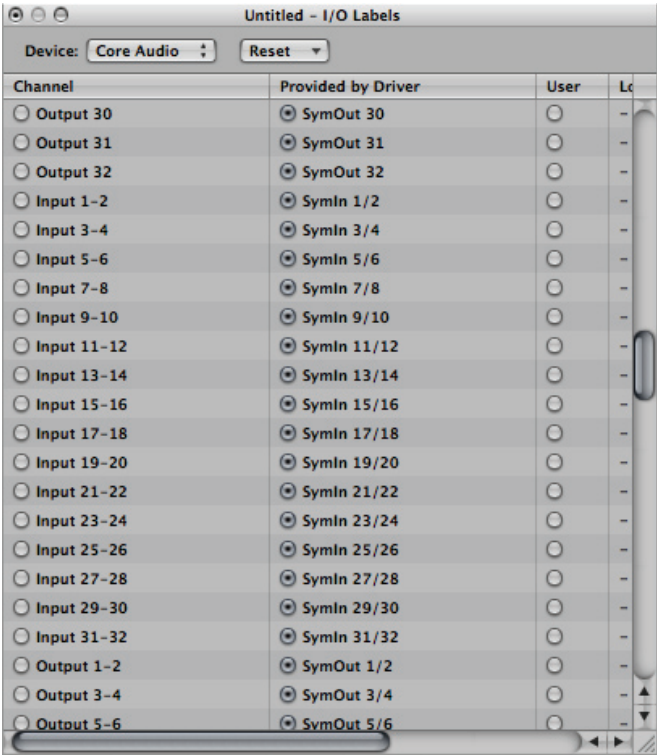 Untitled – I/O Labels
Device: Core Audio Reset
Channel Provided by Driver User
Output 30 SymOut 30 –
Output 31 SymOut 31 –
Output 32 SymOut 32 –
Input 1–2 SymIn 1/2 –
Input 3–4 SymIn 3/4 –
Input 5–6 SymIn 5/6 –
Input 7–8 SymIn 7/8 –
Input 9–10 SymIn 9/10 –
Input 11–12 SymIn 11/12 –
Input 13–14 SymIn 13/14 –
Input 15–16 SymIn 15/16 –
Input 17–18 SymIn 17/18 –
Input 19–20 SymIn 19/20 –
Input 21–22 SymIn 21/22 –
Input 23–24 SymIn 23/24 –
Input 25–26 SymIn 25/26 –
Input 27–28 SymIn 27/28 –
Input 29–30 SymIn 29/30 –
Input 31–32 SymIn 31/32 –
Output 1–2 SymOut 1/2 –
Output 3–4 SymOut 3/4 –
Output 5–6 SymOut 5/6 –